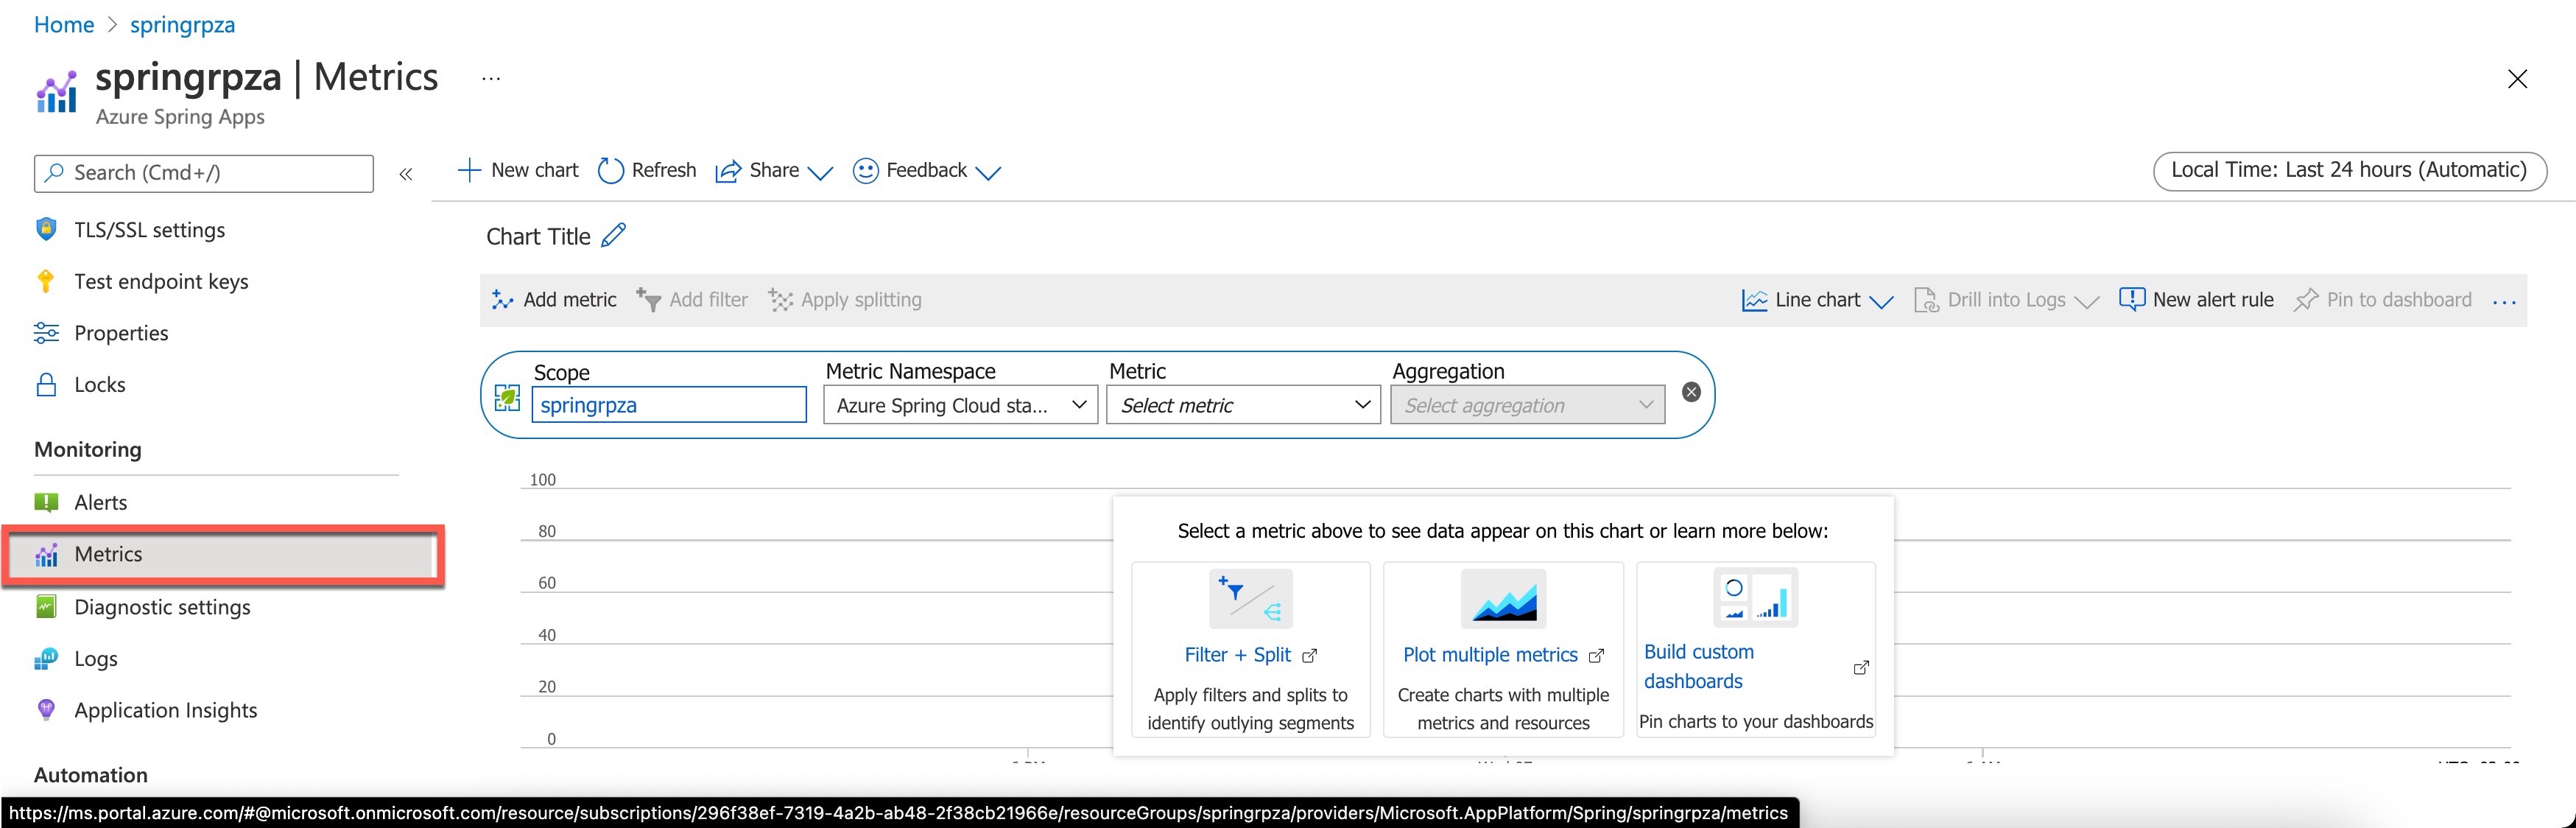 Home > springrpza
springrpza | Metrics ...
Azure Spring Apps
Search (Cmd+/)
«
TLS/SSL settings
Test endpoint keys
Properties
Locks
Monitoring
Alerts
Metrics
Diagnostic settings
Logs
Application Insights
Automation
New chart Refresh Share Feedback
Local Time: Last 24 hours (Automatic)
Chart Title
Add metric Add filter Apply splitting
Line chart Drill into Logs New alert rule Pin to dashboard ...
Scope Metric Namespace Metric Aggregation
springrpza Azure Spring Cloud sta... Select metric Select aggregation
100
80
60
40
20
0
Select a metric above to see data appear on this chart or learn more below:
Filter + Split
Apply filters and splits to
identify outlying segments
Plot multiple metrics
Create charts with multiple
metrics and resources
Build custom
dashboards
Pin charts to your dashboards
https://ms.portal.azure.com/#@microsoft.onmicrosoft.com/resource/subscriptions/296f38ef-7319-4a2b-ab48-2f38cb21966e/resourceGroups/springrpza/providers/Microsoft.AppPlatform/Spring/springrpza/metrics